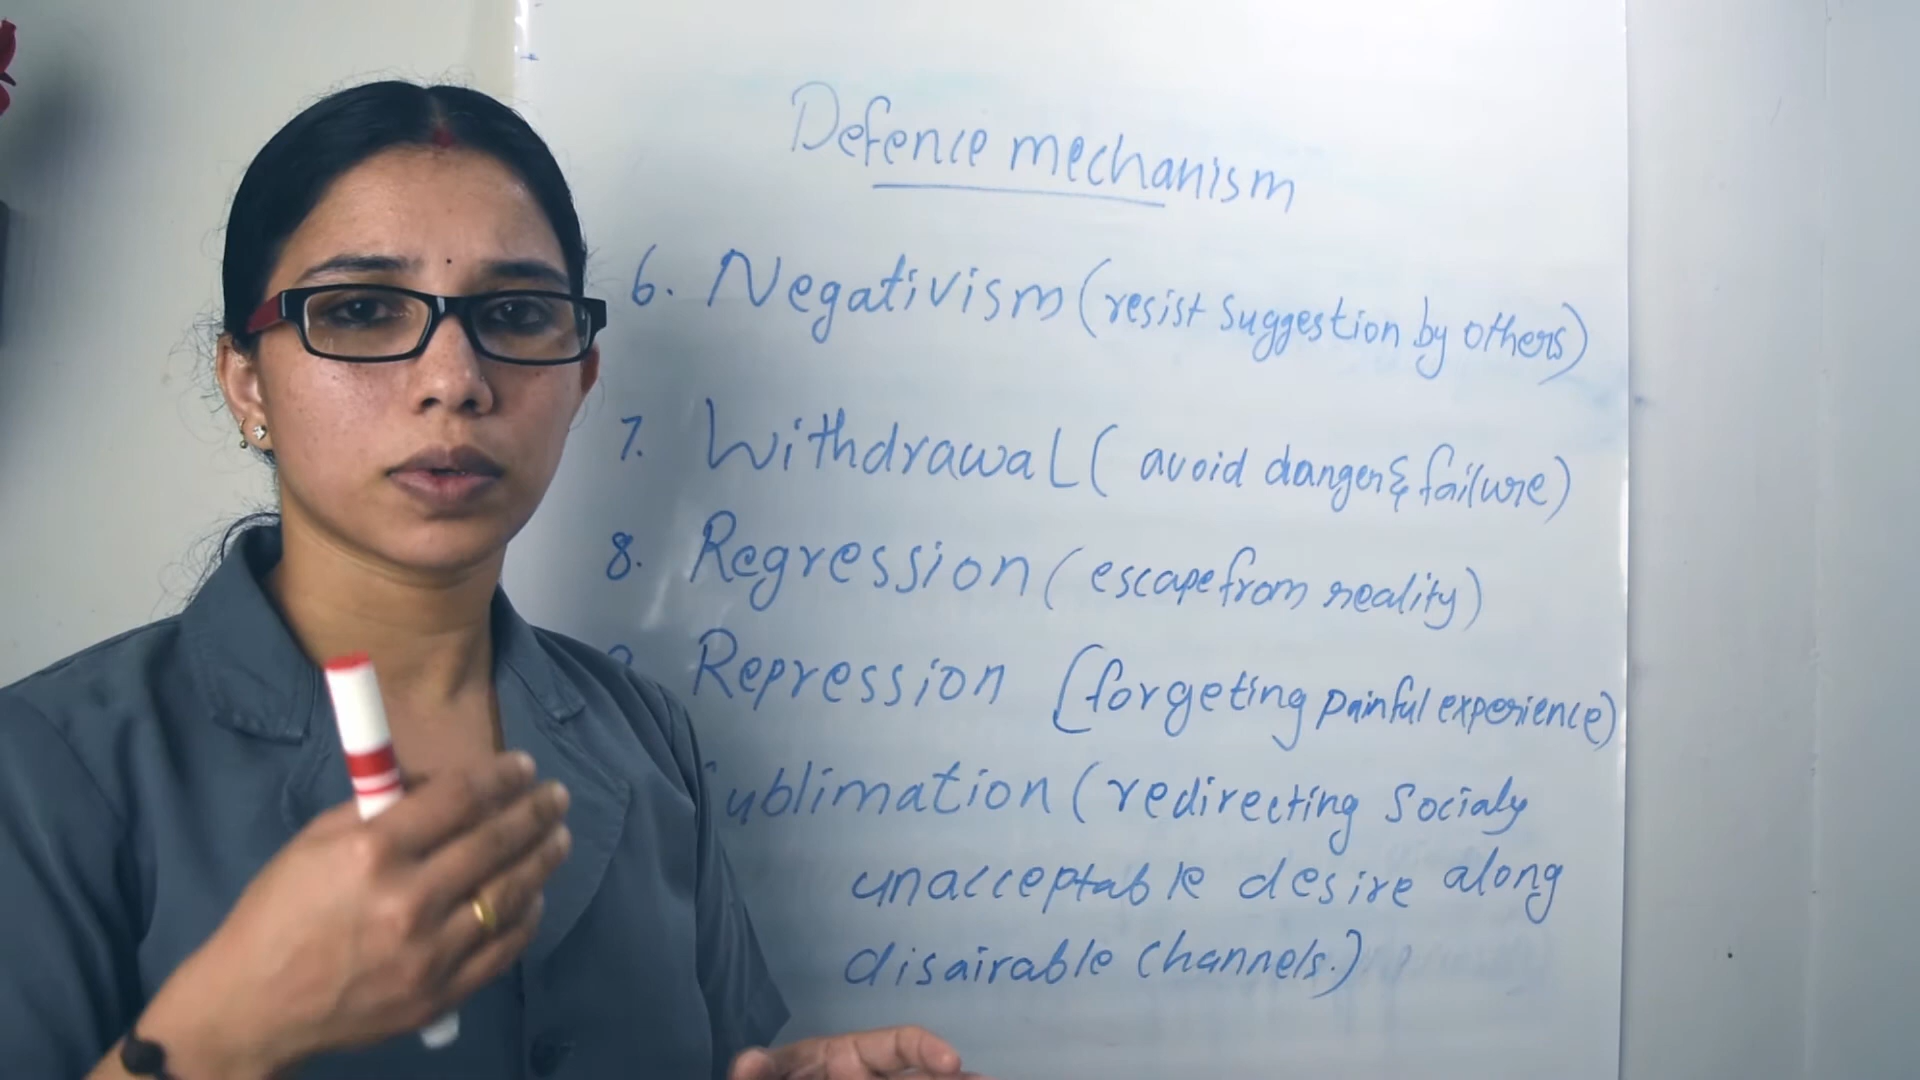 Defence mechanism
6. Negativism (resist suggestion by others)
7. Withdrawal (avoid danger & failure)
8. Regression (escape from reality)
Repression (forgeting painful experience)
ublimation (redirecting Socialy
unacceptable desire along
disairable channels.)